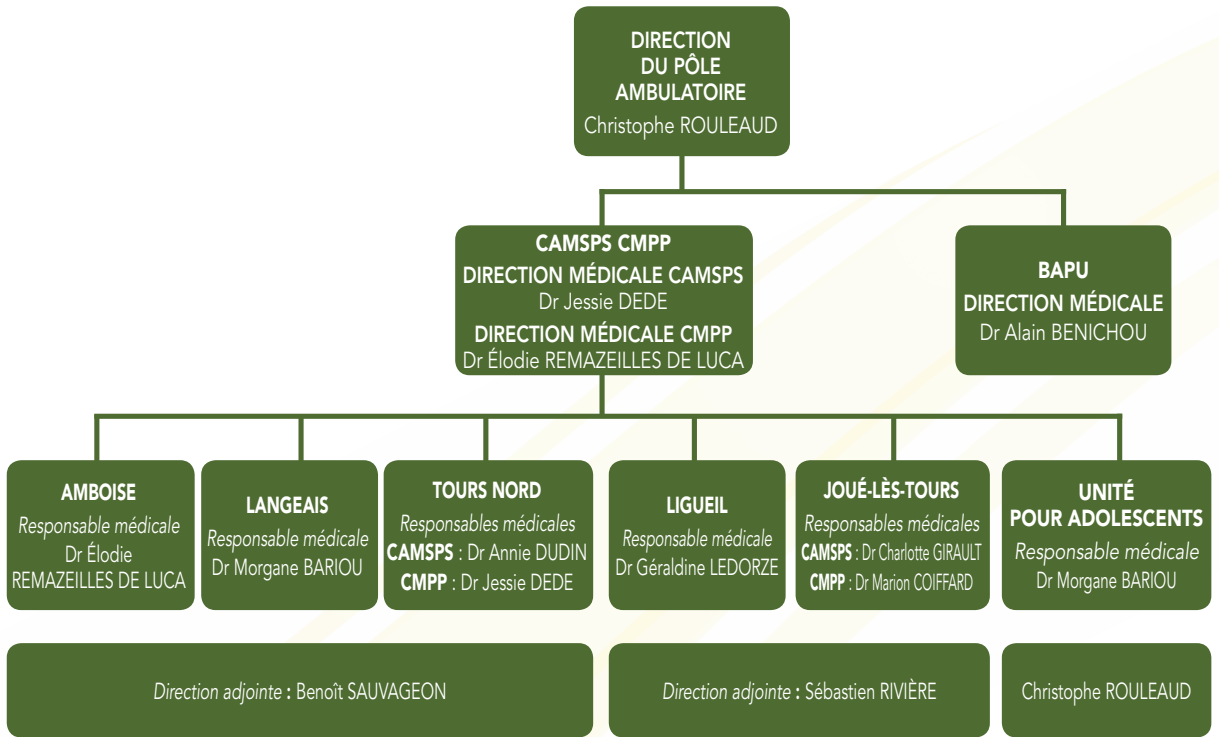 DIRECTION
DU PÔLE
AMBULATOIRE
Christophe ROULEAUD
CAMSPS CMPP
DIRECTION MÉDICALE CAMSPS
Dr Jessie DEDE
DIRECTION MÉDICALE CMPP
Dr Élodie REMAZEILLES DE LUCA
BAPU
DIRECTION MÉDICALE
Dr Alain BENICHOU
AMBOISE
Responsable médicale
Dr Élodie
REMAZEILLES DE LUCA
LANGEAIS
Responsable médicale
Dr Morgane BARIOU
TOURS NORD
Responsables médicales
CAMSPS : Dr Annie DUDIN
CMPP : Dr Jessie DEDE
LIGUEIL
Responsable médicale
Dr Géraldine LEDORZE
JOUÉ-LÈS-TOURS
Responsables médicales
CAMSPS : Dr Charlotte GIRAULT
CMPP : Dr Marion COIFFARD
UNITÉ
POUR ADOLESCENTS
Responsable médicale
Dr Morgane BARIOU
Direction adjointe : Benoît SAUVAGEON
Direction adjointe : Sébastien RIVIÈRE
Christophe ROULEAUD